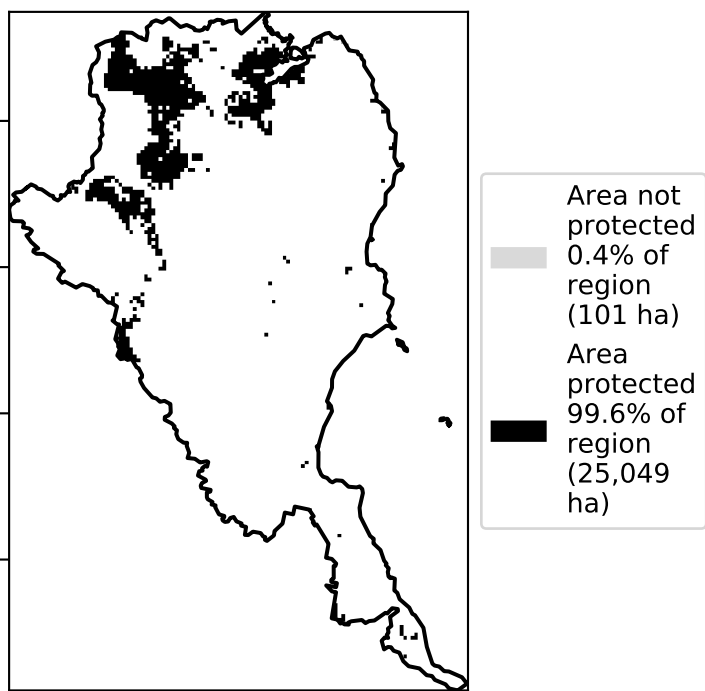 Area not
protected
0.4% of
region
(101 ha)
Area
protected
99.6% of
region
(25,049
ha)